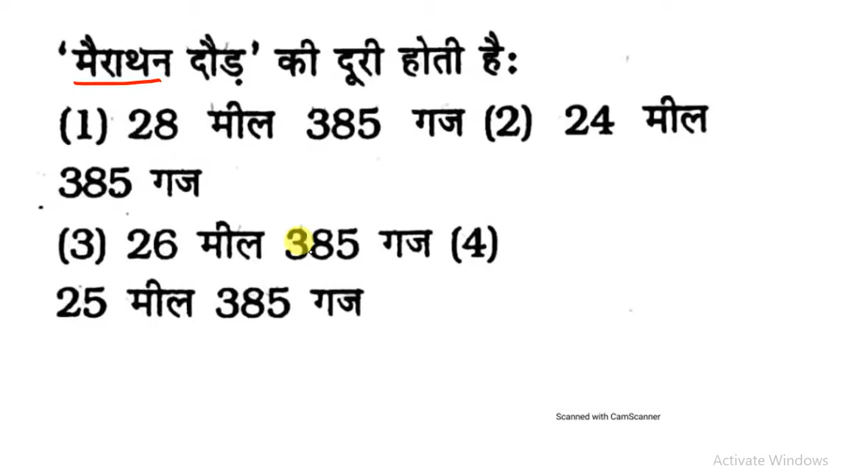 ‘मैराथन दौड़’ की दूरी होती है:
(1) 28 मील 385 गज (2) 24 मील
385 गज
(3) 26 मील 385 गज (4)
25 मील 385 गज
Scanned with CamScanner
Activate Windows